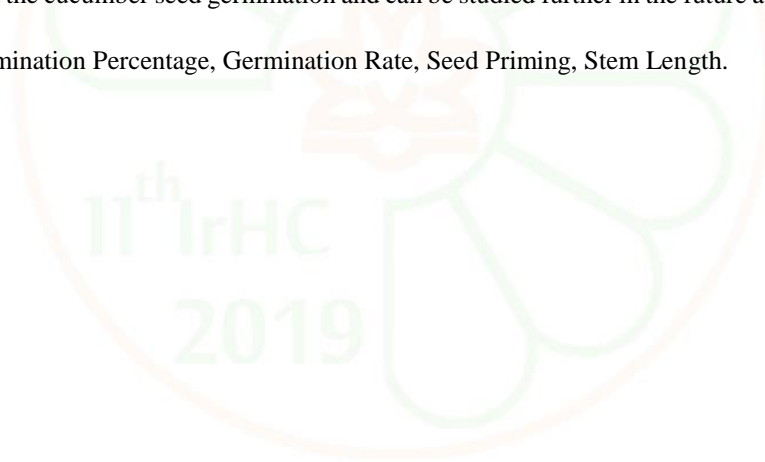 the cucumber seed germination and can be studied further in the future a
mination Percentage, Germination Rate, Seed Priming, Stem Length.
11th IrHC
2019